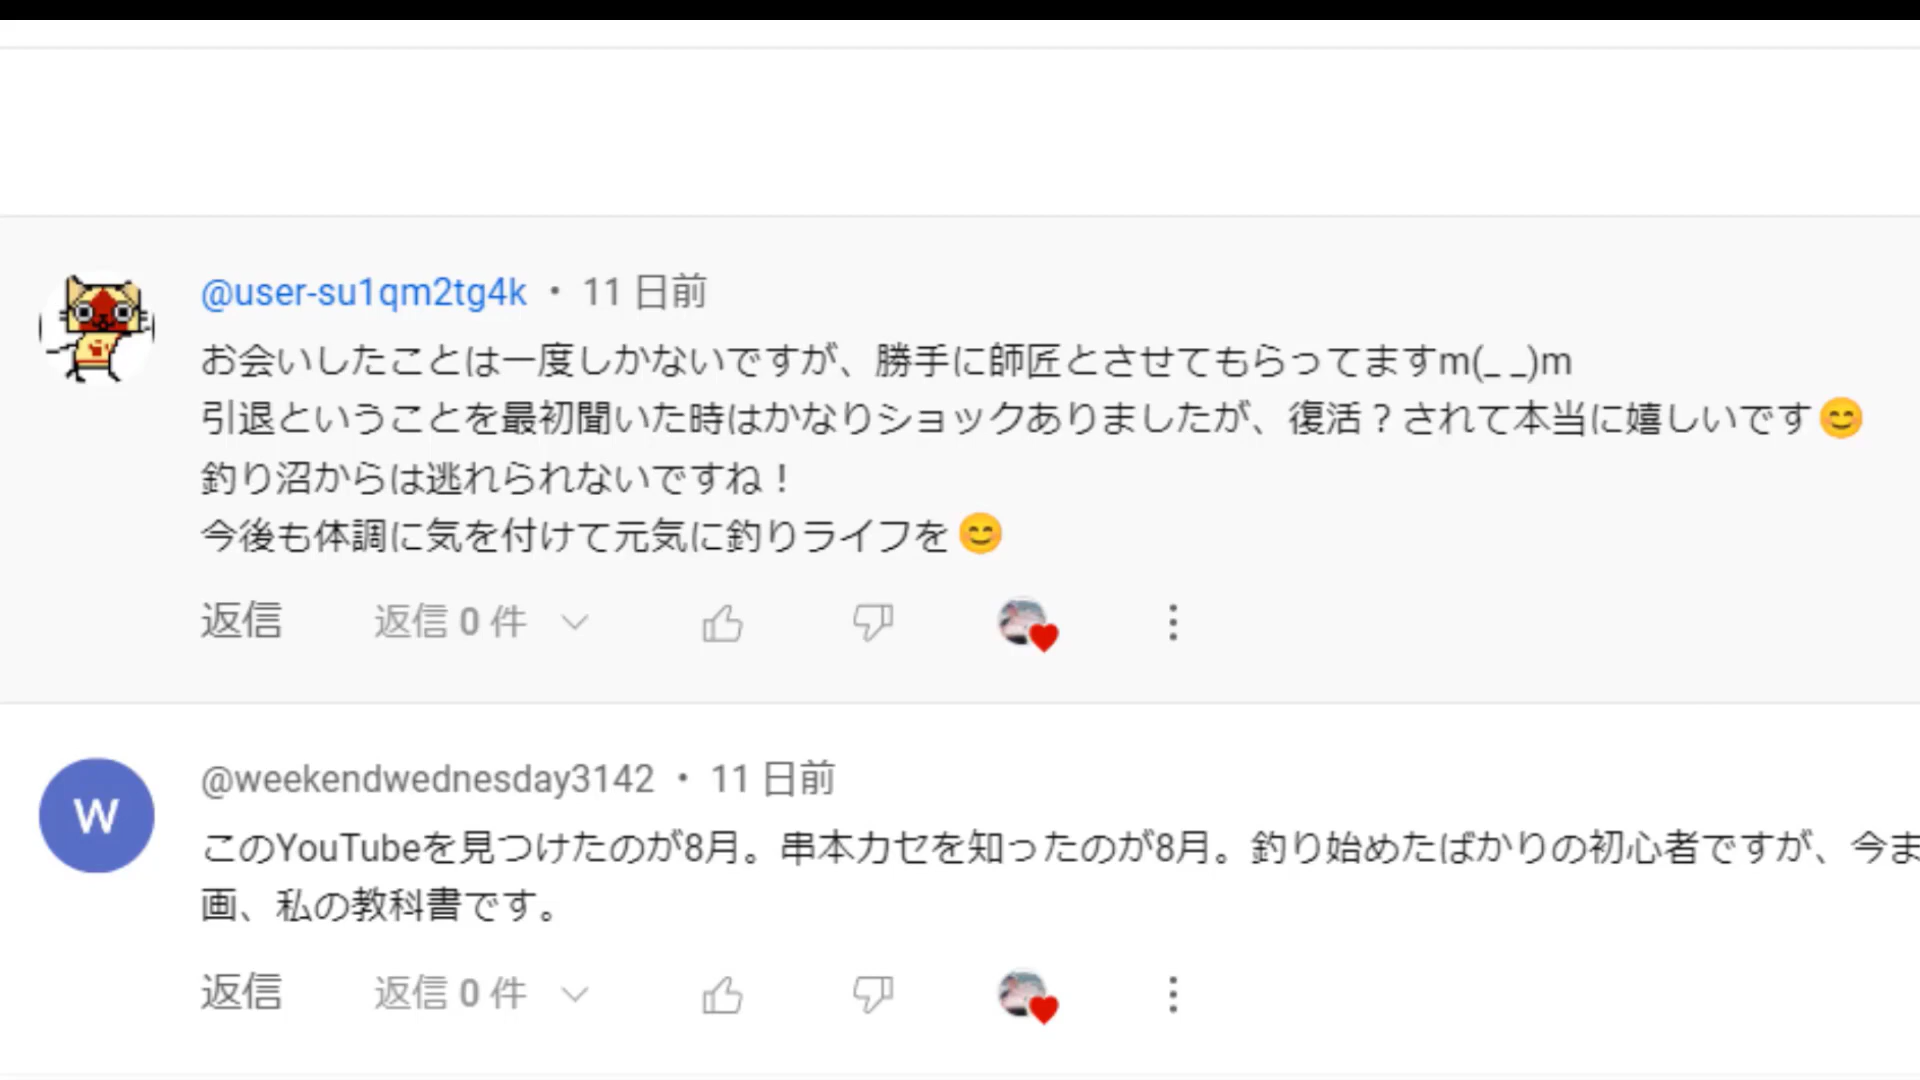 @user-su1qm2tg4k ・ 11 日前
お会いしたことは一度しかないですが、勝手に師匠とさせてもらってますm(_ _)m
引退ということを最初聞いた時はかなりショックありましたが、復活？されて本当に嬉しいです😊
釣り沼からは逃れられないですね！
今後も体調に気を付けて元気に釣りライフを😊
返信 返信 0 件
W
@weekendwednesday3142 ・ 11 日前
このYouTubeを見つけたのが8月。串本カセを知ったのが8月。釣り始めたばかりの初心者ですが、今ま
画、私の教科書です。
返信 返信 0 件